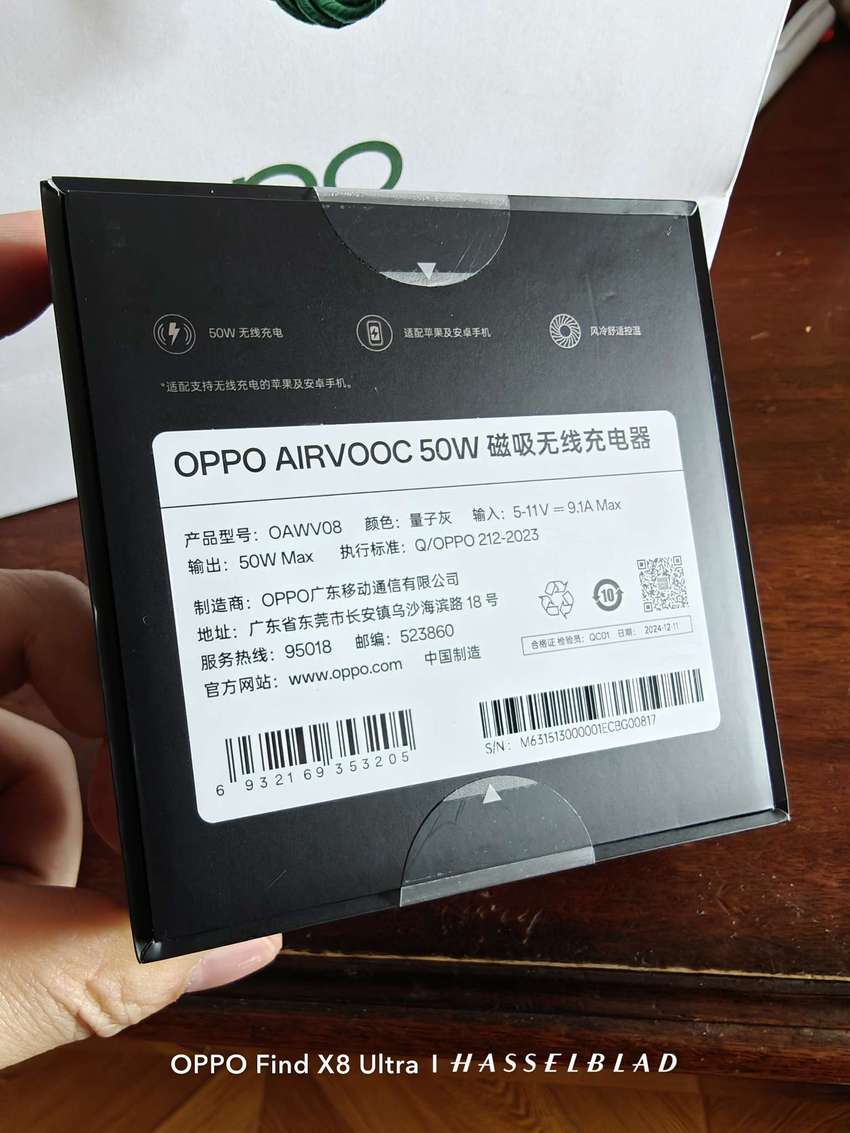 oppo
50W 无线充电
适配苹果及安卓手机
风冷舒适控温
*适配支持无线充电的苹果及安卓手机。
OPPO AIRVOOC 50W 磁吸无线充电器
产品型号：OAWV08 颜色：量子灰 输入：5-11V ⎓ 9.1A Max
输出：50W Max 执行标准：Q/OPPO 212-2023
制造商：OPPO广东移动通信有限公司
地址：广东省东莞市长安镇乌沙海滨路 18 号
服务热线：95018 邮编：523860
官方网站：www.oppo.com 中国制造
10
合格证 检验员：QC01 日期：2024-12-11
6 932169 353205
S/N：M631513000001ECBG00817
OPPO Find X8 Ultra | HASSELBLAD